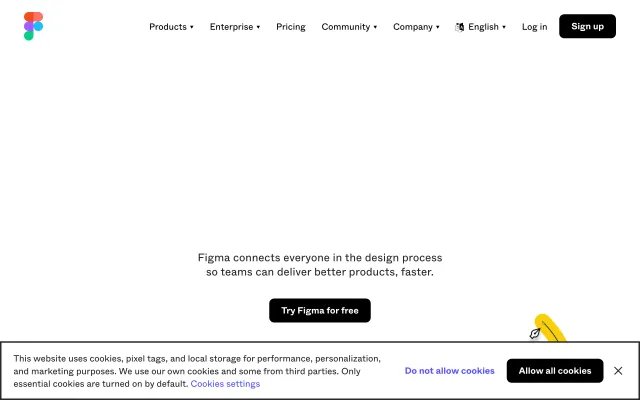 Products
Enterprise
Pricing
Community
Company
English
Log in
Sign up
Figma connects everyone in the design process
so teams can deliver better products, faster.
Try Figma for free
This website uses cookies, pixel tags, and local storage for performance, personalization,
and marketing purposes. We use our own cookies and some from third parties. Only
essential cookies are turned on by default. Cookies settings
Do not allow cookies
Allow all cookies